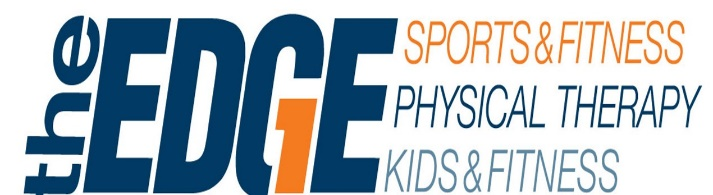 the EDGE
SPORTS & FITNESS
PHYSICAL THERAPY
KIDS & FITNESS